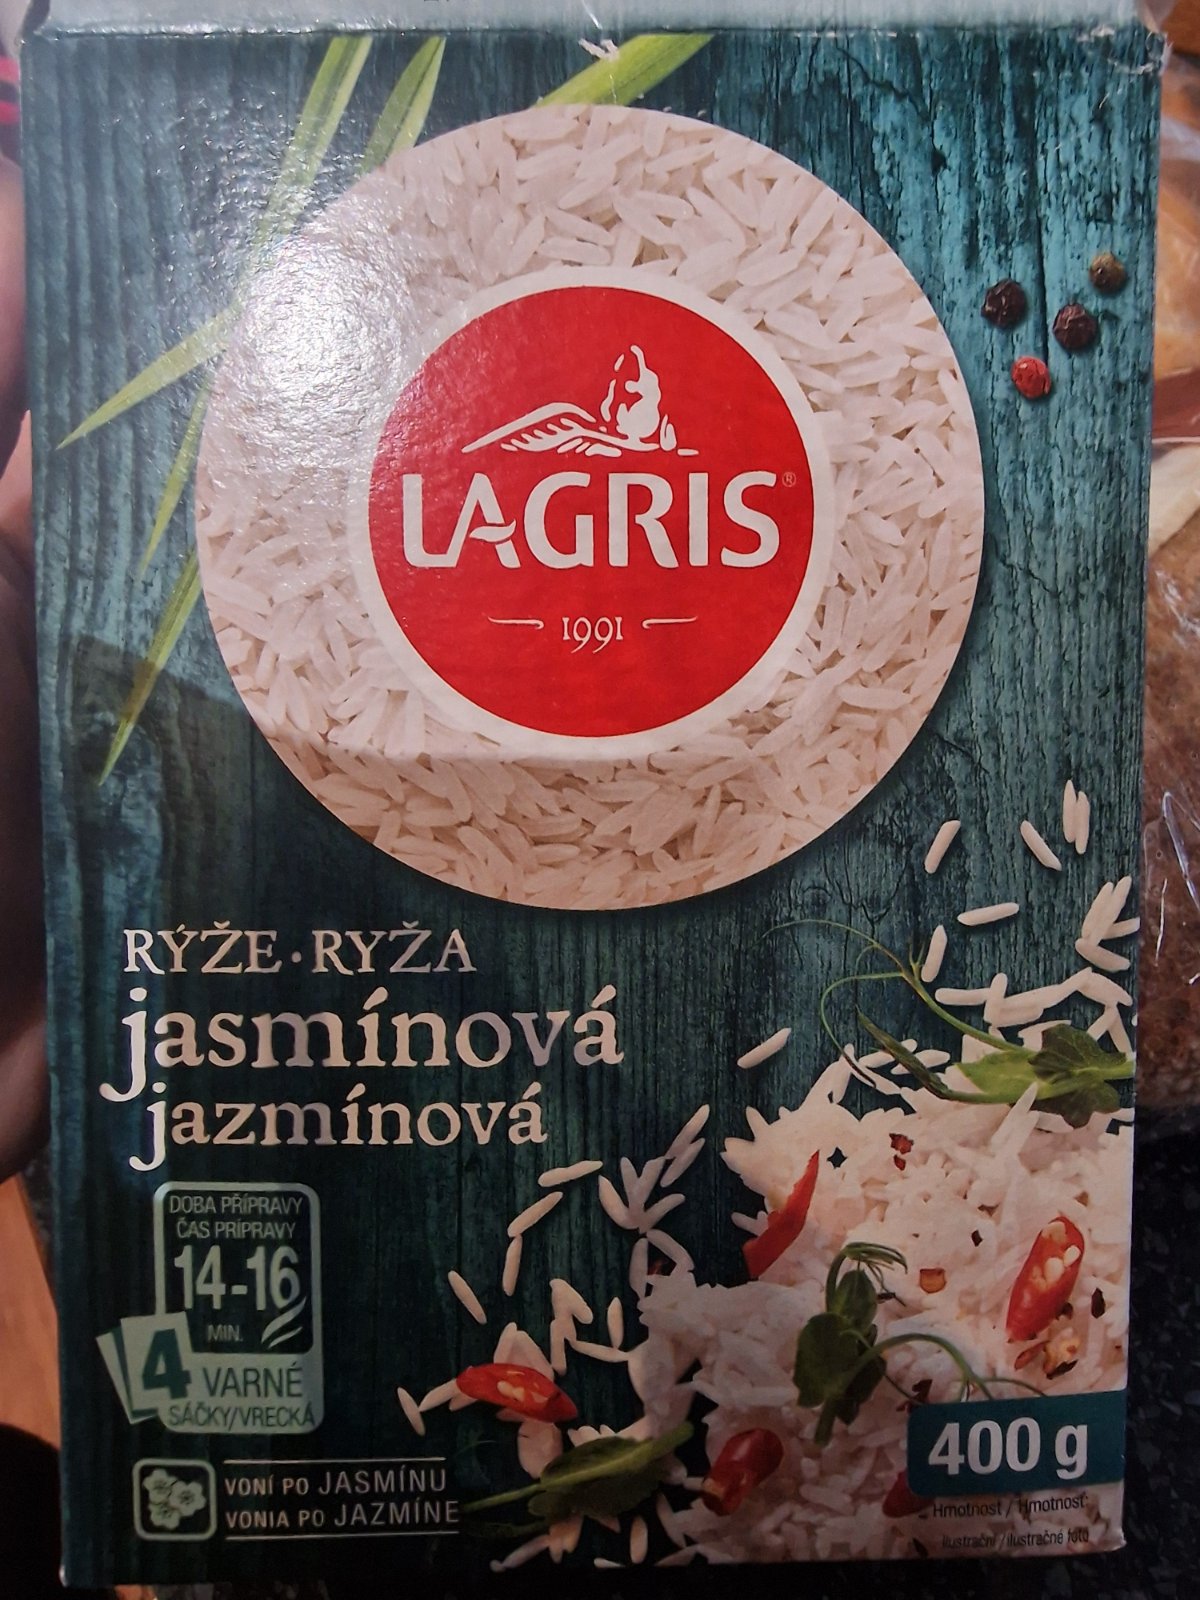 LAGRIS®
1991
RÝŽE · RYŽA
jasmínová
jazmínová
DOBA PŘÍPRAVY
ČAS PRÍPRAVY
14-16
MIN.
4 VARNÉ
SÁČKY/VRECKÁ
VONÍ PO JASMÍNU
VONIA PO JAZMÍNE
400 g
Hmotnost / Hmotnosť:
Ilustrační /ilustračné foto